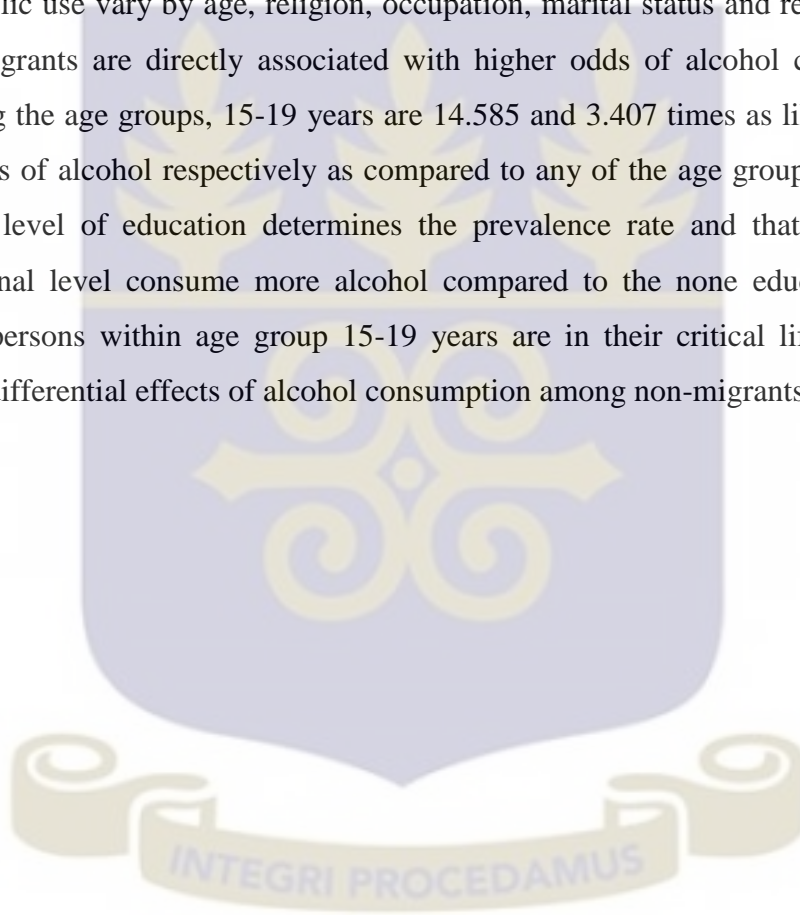 lic use vary by age, religion, occupation, marital status and re
grants are directly associated with higher odds of alcohol c
g the age groups, 15-19 years are 14.585 and 3.407 times as li
s of alcohol respectively as compared to any of the age group
level of education determines the prevalence rate and that
nal level consume more alcohol compared to the none edu
persons within age group 15-19 years are in their critical li
ifferential effects of alcohol consumption among non-migrants
INTEGRI PROCEDAMUS